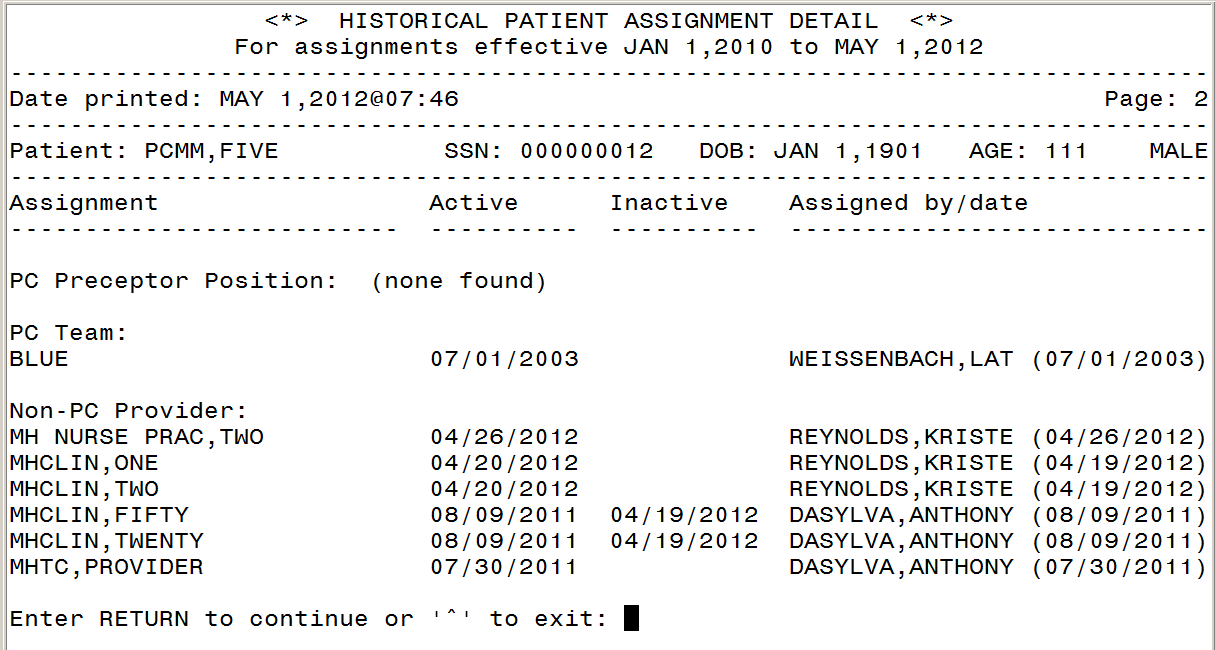 <*>  HISTORICAL PATIENT ASSIGNMENT DETAIL  <*>
For assignments effective JAN 1,2010 to MAY 1,2012
--------------------------------------------------------------------------------
Date printed: MAY 1,2012@07:46                                           Page: 2
--------------------------------------------------------------------------------
Patient: PCMM,FIVE           SSN: 000000012   DOB: JAN 1,1901   AGE: 111    MALE
--------------------------------------------------------------------------------
Assignment                  Active      Inactive    Assigned by/date
--------------------------  ----------  ----------  ----------------------------
PC Preceptor Position:  (none found)
PC Team:
BLUE                        07/01/2003              WEISSENBACH,LAT (07/01/2003)
Non-PC Provider:
MH NURSE PRAC,TWO           04/26/2012              REYNOLDS,KRISTE (04/26/2012)
MHCLIN,ONE                  04/20/2012              REYNOLDS,KRISTE (04/19/2012)
MHCLIN,TWO                  04/20/2012              REYNOLDS,KRISTE (04/19/2012)
MHCLIN,FIFTY                08/09/2011  04/19/2012  DASYLVA,ANTHONY (08/09/2011)
MHCLIN,TWENTY               08/09/2011  04/19/2012  DASYLVA,ANTHONY (08/09/2011)
MHTC,PROVIDER               07/30/2011              DASYLVA,ANTHONY (07/30/2011)
Enter RETURN to continue or '^' to exit: